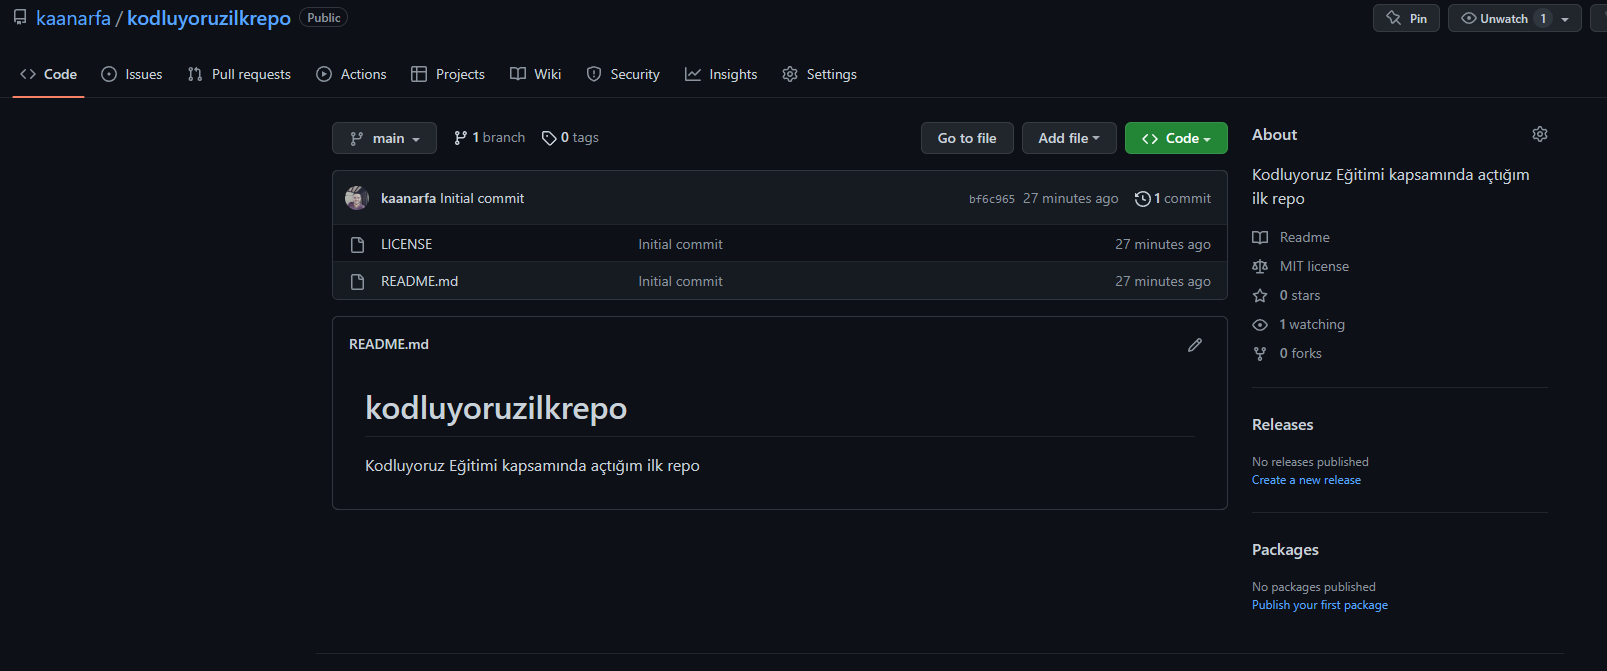 kaanarfa / kodluyoruzilkrepo Public
Pin Unwatch 1
Code Issues Pull requests Actions Projects Wiki Security Insights Settings
main 1 branch 0 tags Go to file Add file Code
kaanarfa Initial commit bf6c965 27 minutes ago 1 commit
LICENSE Initial commit 27 minutes ago
README.md Initial commit 27 minutes ago
README.md
kodluyoruzilkrepo
Kodluyoruz Eğitimi kapsamında açtığım ilk repo
About
Kodluyoruz Eğitimi kapsamında açtığım
ilk repo
Readme
MIT license
0 stars
1 watching
0 forks
Releases
No releases published
Create a new release
Packages
No packages published
Publish your first package